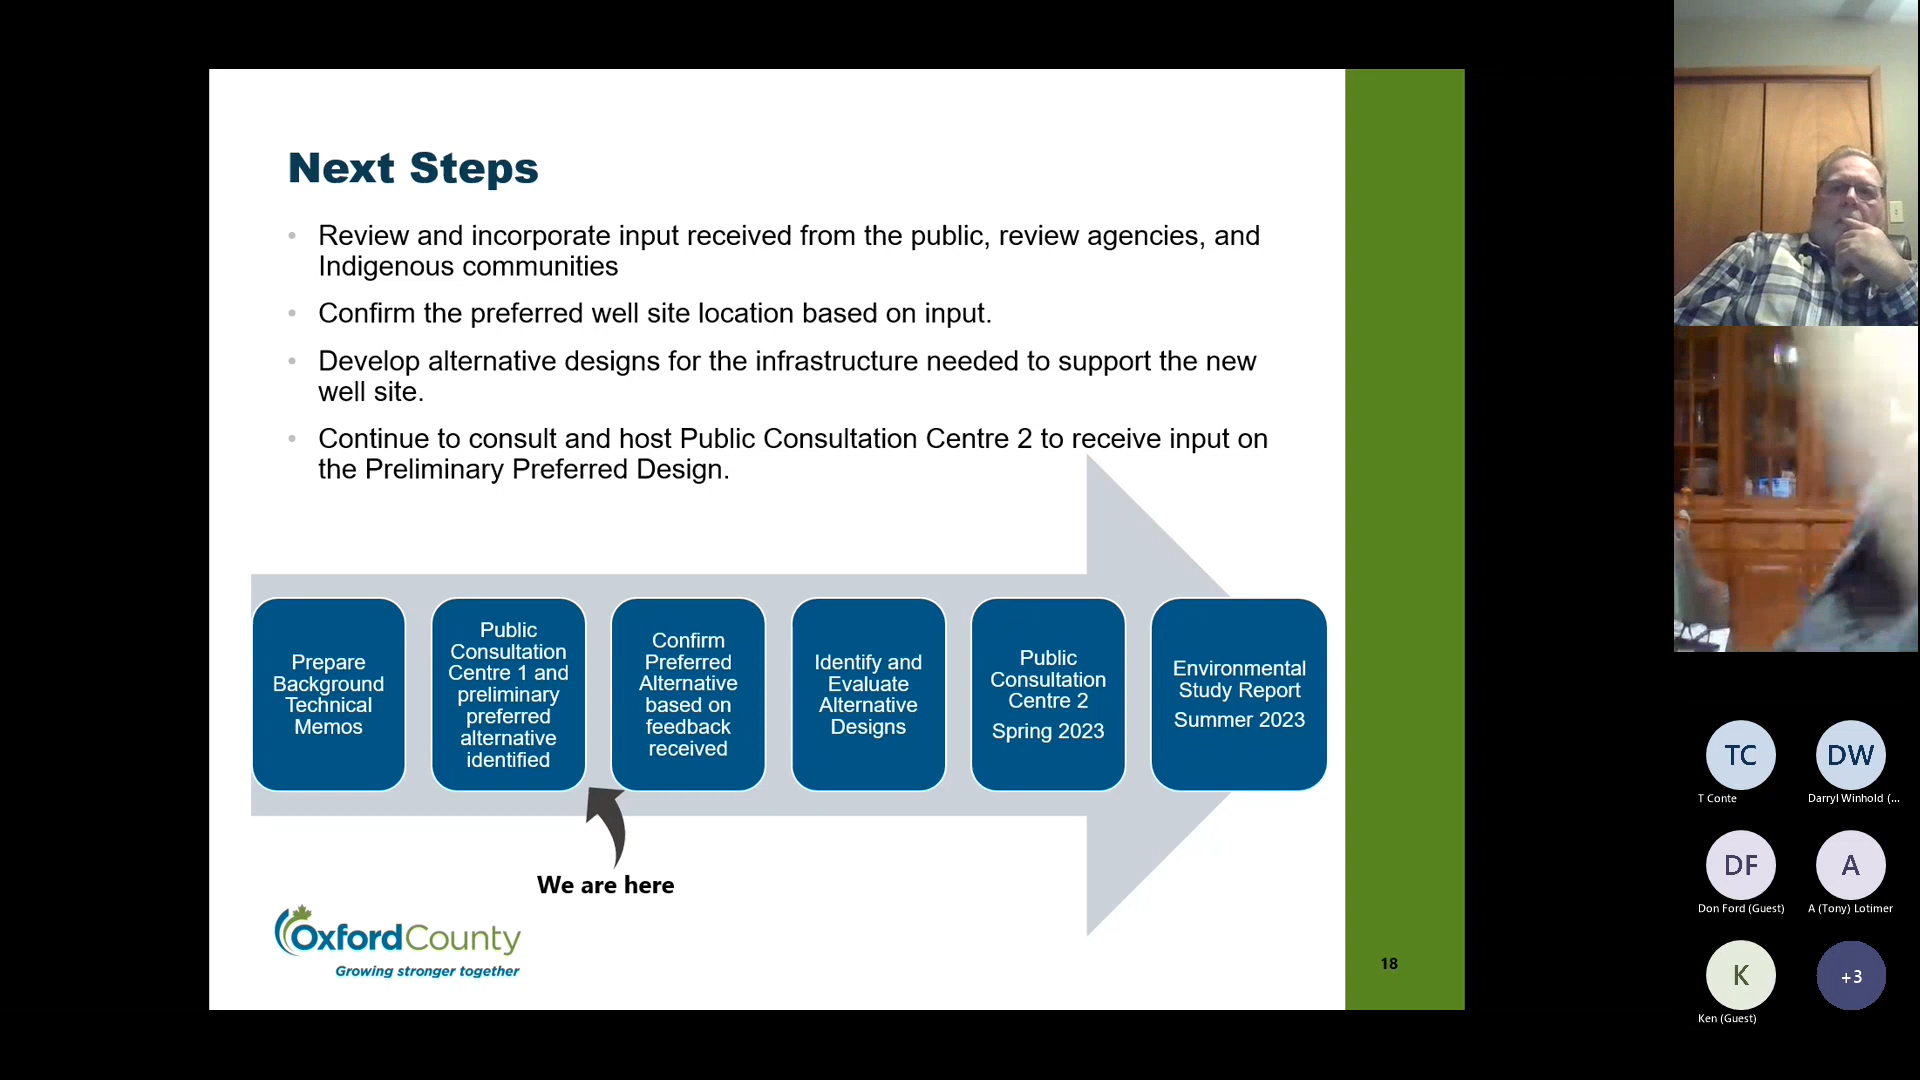 Next Steps
• Review and incorporate input received from the public, review agencies, and
Indigenous communities
• Confirm the preferred well site location based on input.
• Develop alternative designs for the infrastructure needed to support the new
well site.
• Continue to consult and host Public Consultation Centre 2 to receive input on
the Preliminary Preferred Design.
Prepare
Background
Technical
Memos
Public
Consultation
Centre 1 and
preliminary
preferred
alternative
identified
Confirm
Preferred
Alternative
based on
feedback
received
Identify and
Evaluate
Alternative
Designs
Public
Consultation
Centre 2
Spring 2023
Environmental
Study Report
Summer 2023
We are here
OxfordCounty
Growing stronger together
18
TC
T Conte
DW
Darryl Winhold (...
DF
Don Ford (Guest)
A
A (Tony) Lotimer
K
Ken (Guest)
+3